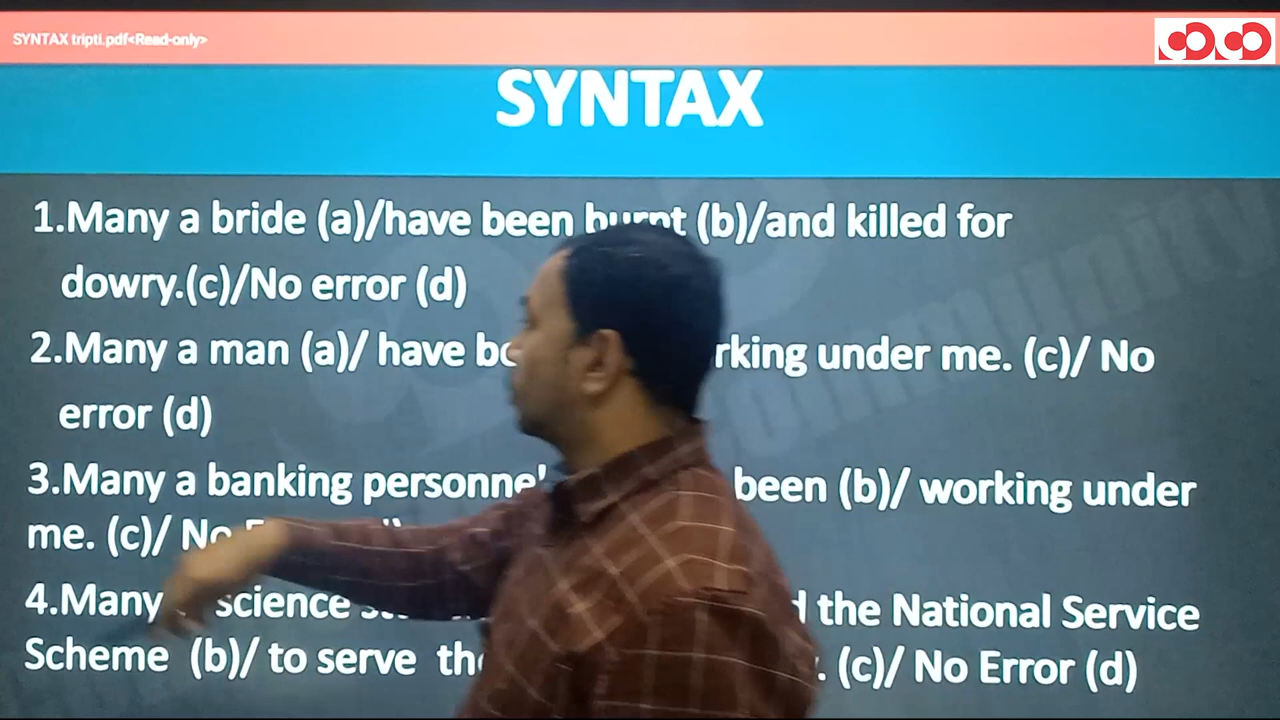 SYNTAX tripti.pdf<Read-only>
SYNTAX
1.Many a bride (a)/have been burnt (b)/and killed for
dowry.(c)/No error (d)
2.Many a man (a)/ have under me. (c)/ No
error (d)
3.Many a banking been (b)/ working under
me. (c)/
4.Many science the National Service
Scheme (b)/ to serve (c)/ No Error (d)